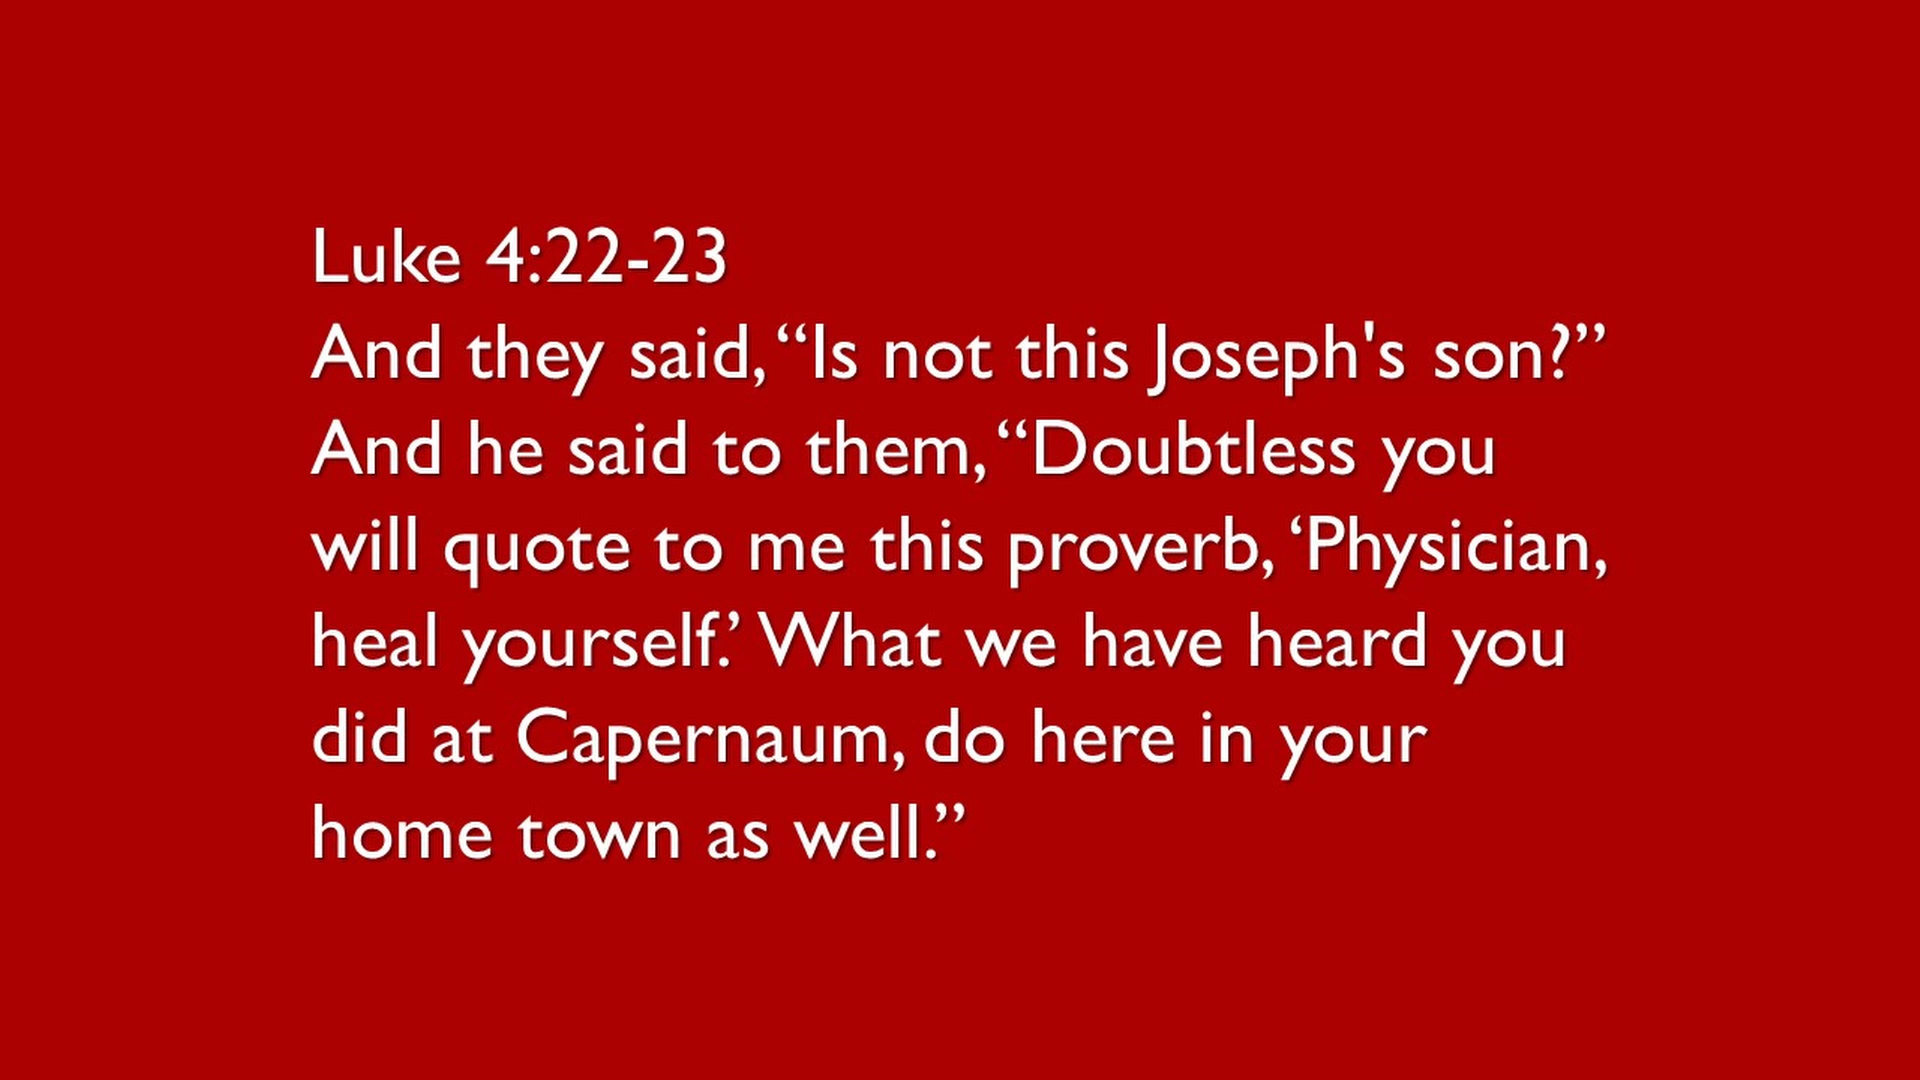 Luke 4:22-23
And they said, “Is not this Joseph's son?”
And he said to them, “Doubtless you
will quote to me this proverb, ‘Physician,
heal yourself.’ What we have heard you
did at Capernaum, do here in your
home town as well.”